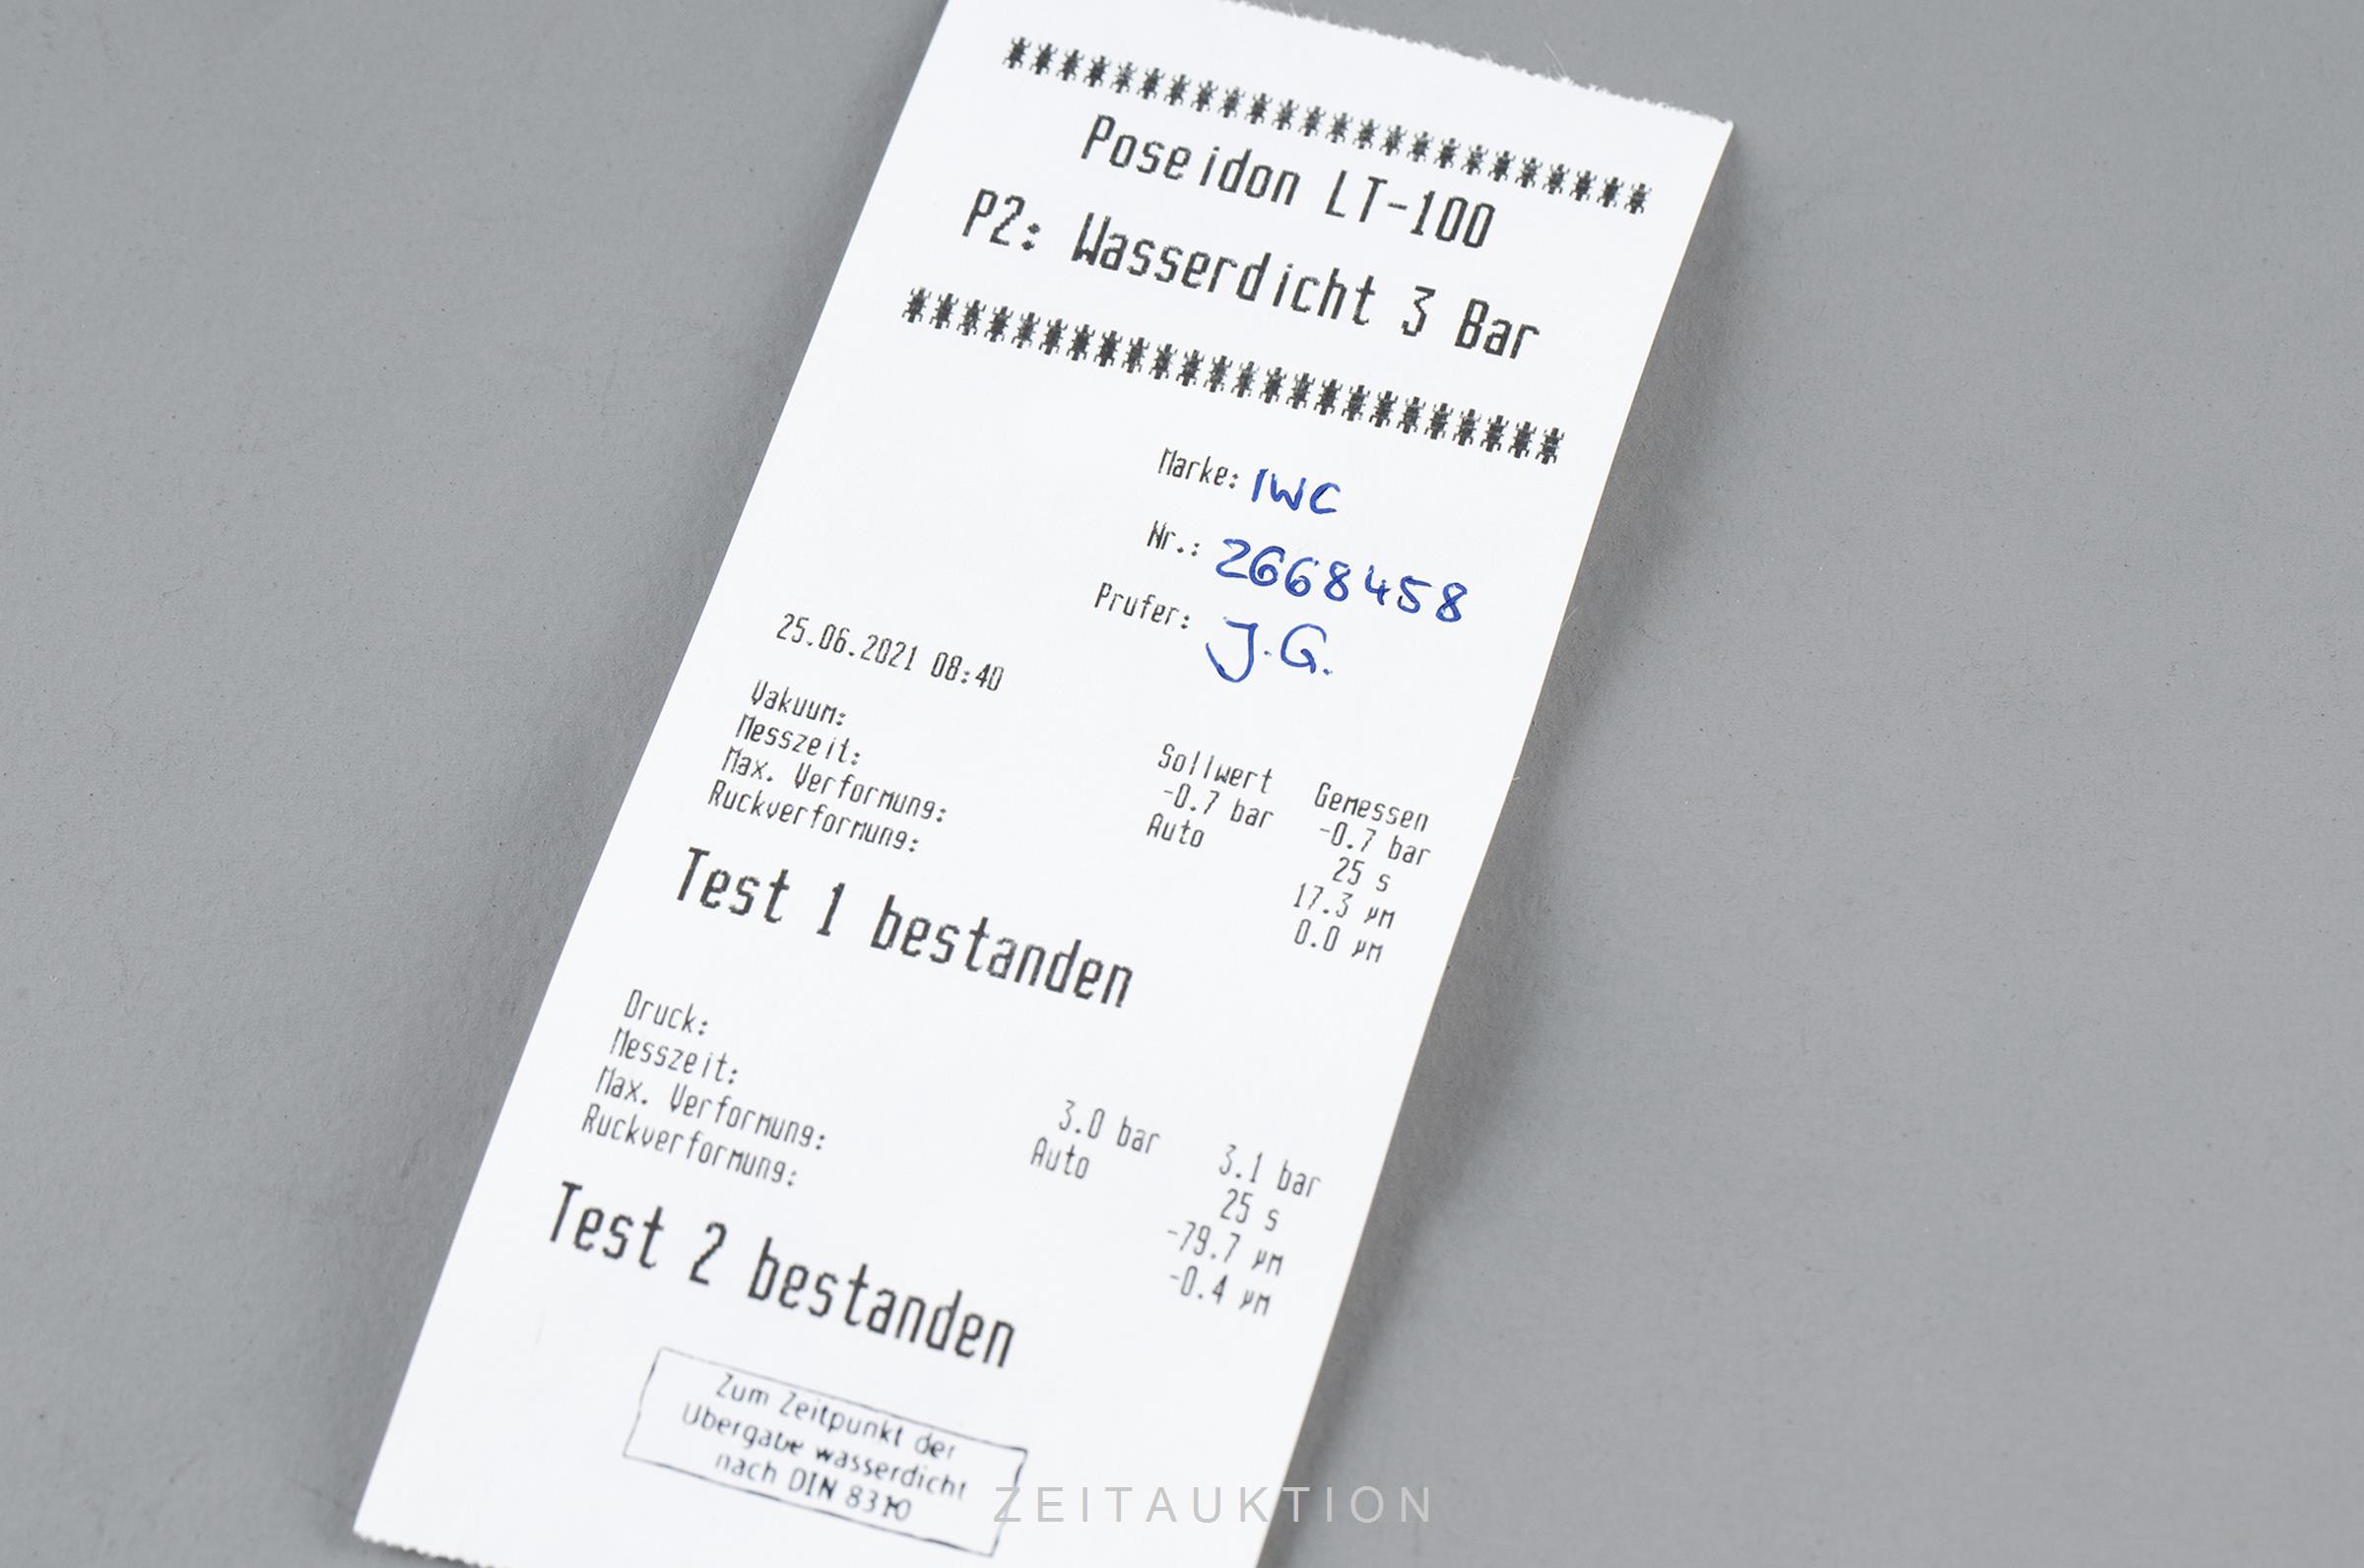 ************************
Poseidon LT-100
P2: Wasserdicht 3 Bar
************************
Marke: IWC
Nr.: 2668458
Prufer: J.G.
25.06.2021 08:40
Sollwert Gemessen
Vakuum: -0.7 bar -0.7 bar
Messzeit: Auto 25 s
Max. Verformung: 17.3 µm
Ruckverformung: 0.0 µm
Test 1 bestanden
Druck: 3.0 bar 3.1 bar
Messzeit: Auto 25 s
Max. Verformung: -79.7 µm
Ruckverformung: -0.4 µm
Test 2 bestanden
Zum Zeitpunkt der
Übergabe wasserdicht
nach DIN 8310
ZEITAUKTION